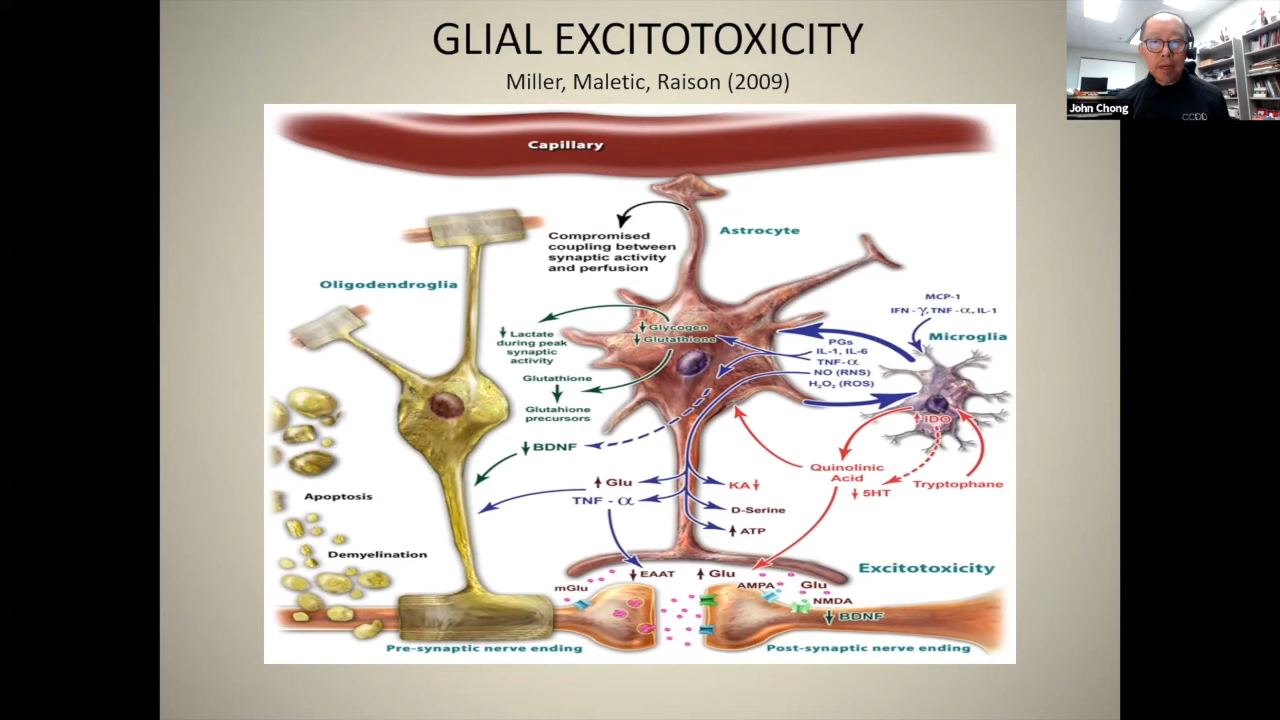 GLIAL EXCITOTOXICITY
Miller, Maletic, Raison (2009)
John Chong
CCDD
Capillary
Astrocyte
Compromised
coupling between
synaptic activity
and perfusion
Oligodendroglia
MCP-1
IFN - γ, TNF - α, IL-1
Microglia
↓ Glycogen
↓ Glutathione
↓ Lactate
during peak
synaptic
activity
PGs
IL-1, IL-6
TNF-α
NO (RNS)
H₂O₂ (ROS)
Glutathione
↓
Glutahione
precursors
↑ IDO
↓ BDNF
Quinolinic
Acid
↓ 5HT
Tryptophane
↑ Glu
TNF - α
KA ↓
D-Serine
↑ ATP
Apoptosis
Demyelination
Excitotoxicity
mGlu
↓ EAAT
↑ Glu
AMPA
Glu
NMDA
↓ BDNF
Pre-synaptic nerve ending
Post-synaptic nerve ending